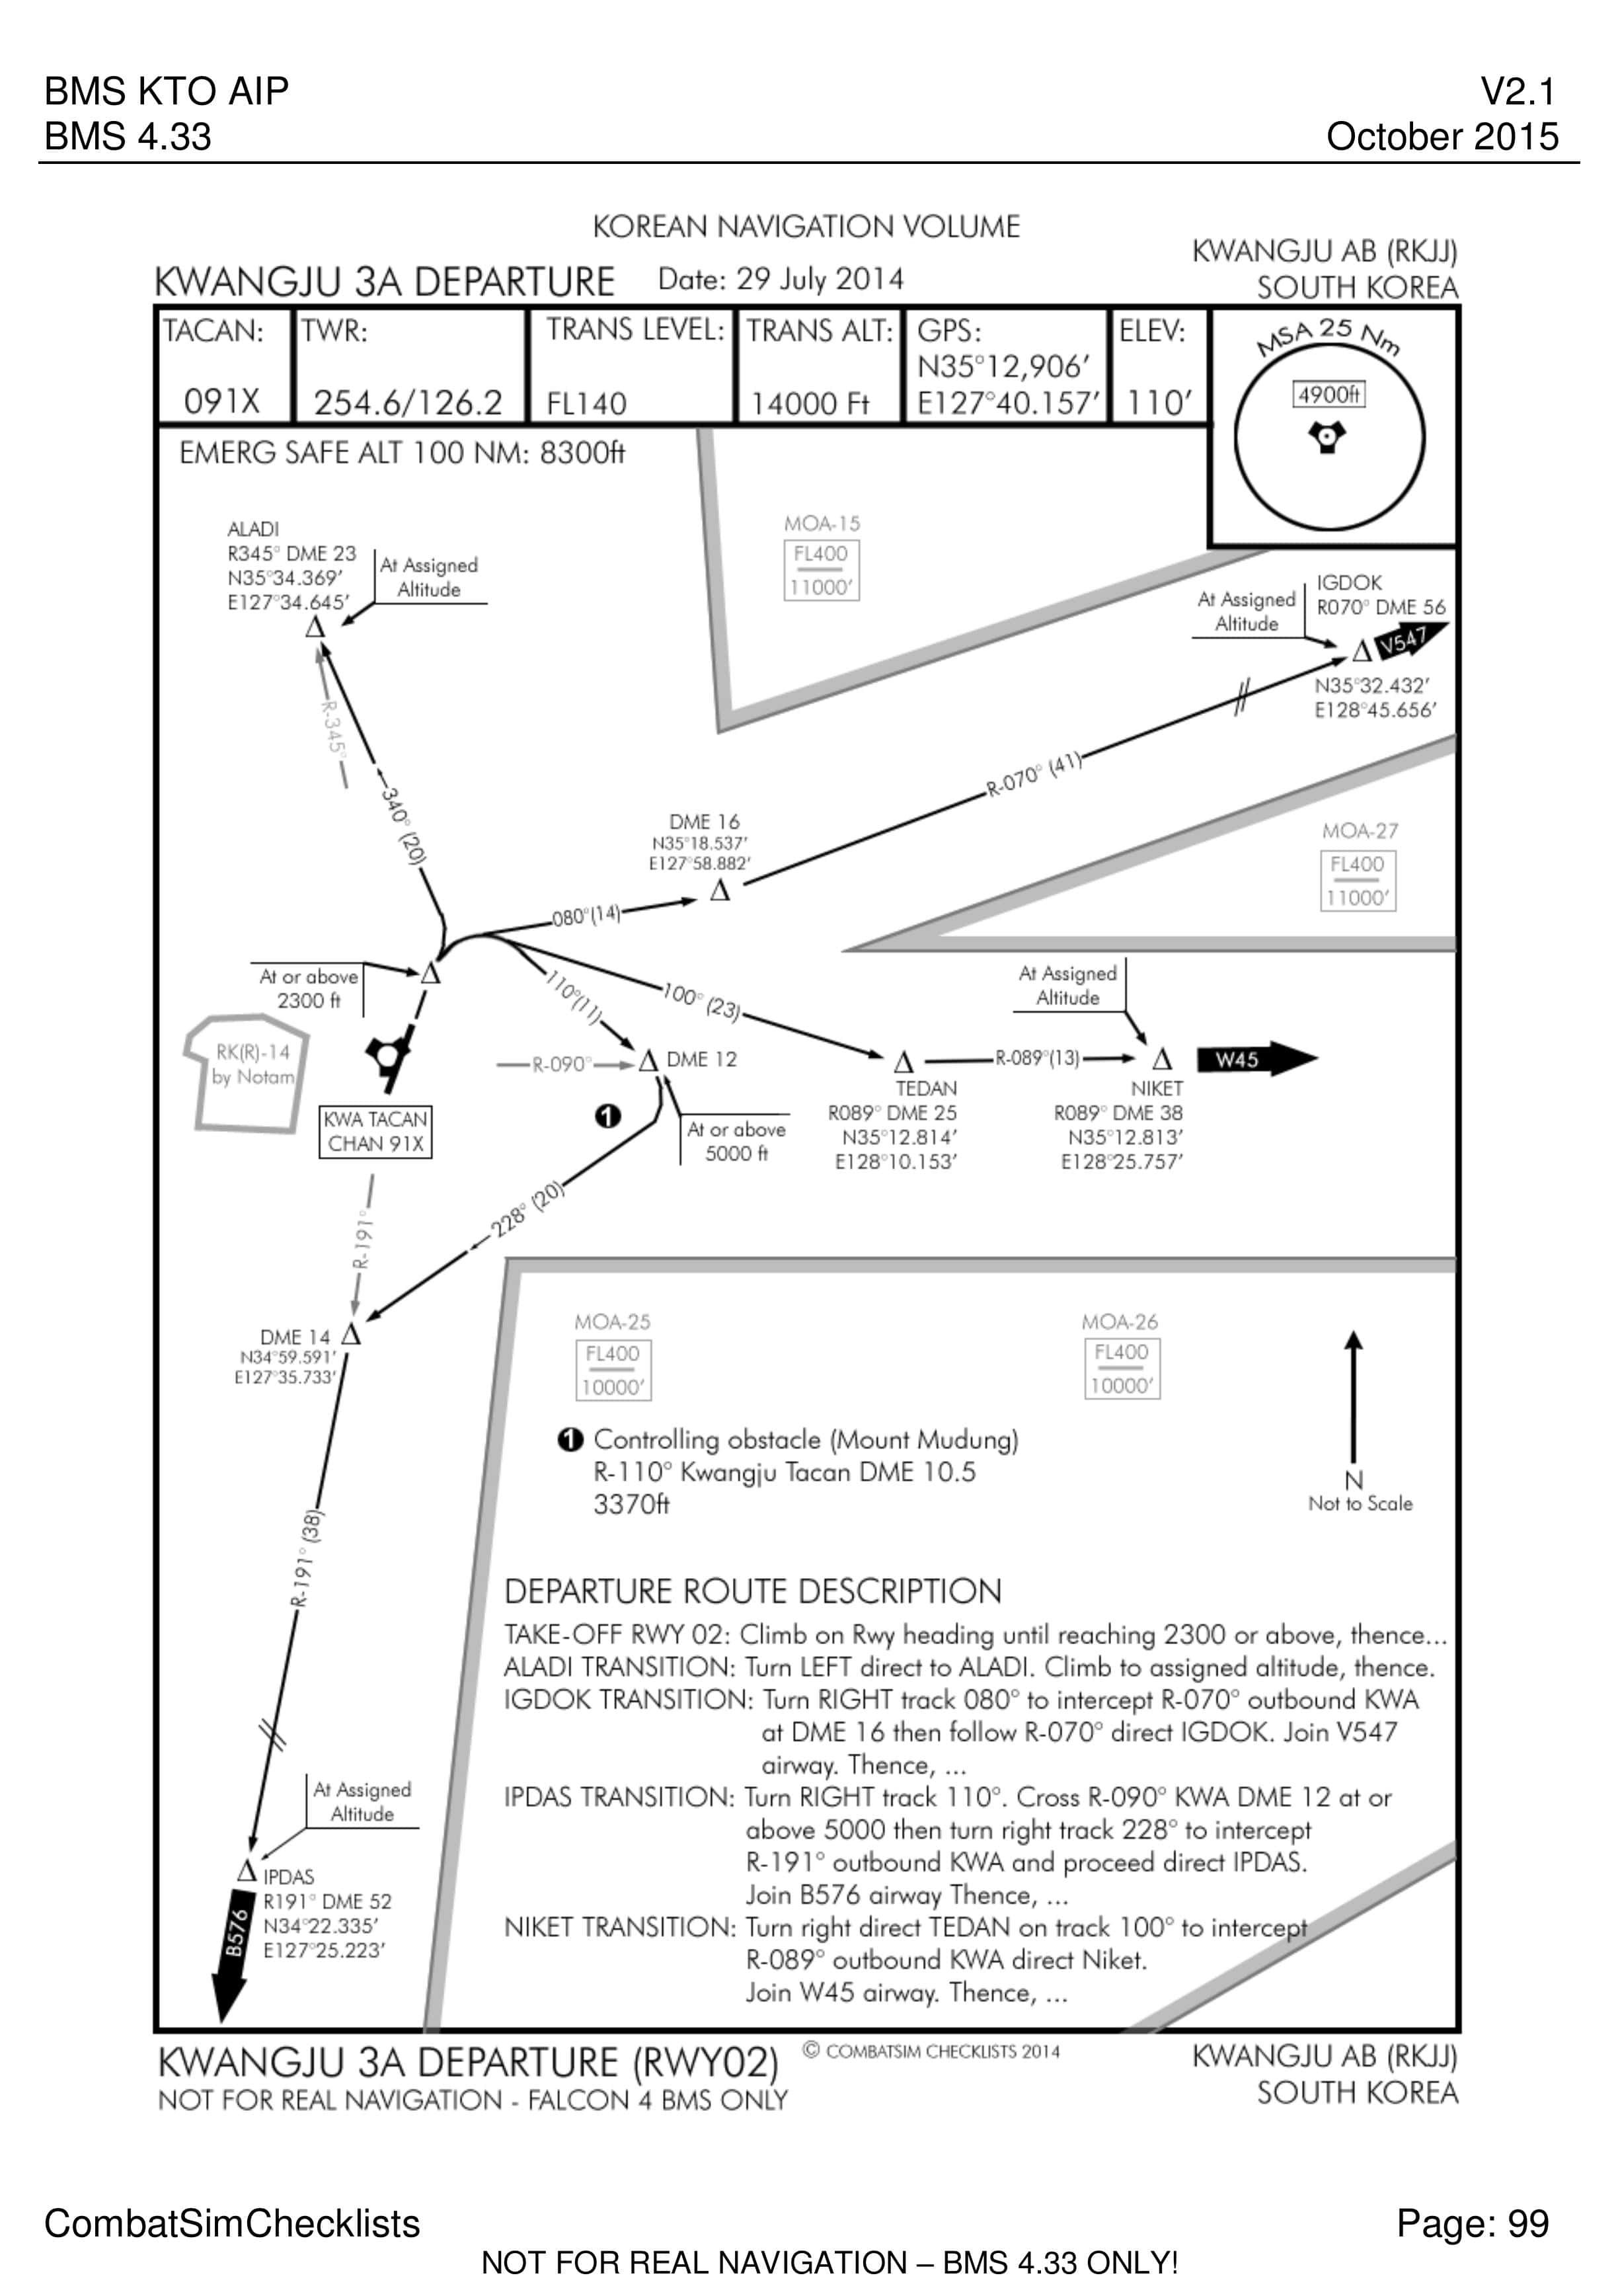 BMS KTO AIP
V2.1
BMS 4.33
October 2015
KOREAN NAVIGATION VOLUME
KWANGJU 3A DEPARTURE
Date: 29 July 2014
KWANGJU AB (RKJJ)
SOUTH KOREA
TACAN:
091X
TWR:
254.6/126.2
TRANS LEVEL:
FL140
TRANS ALT:
14000 Ft
GPS:
N35°12,906′
E127°40.157′
ELEV:
110′
MSA 25 Nm
4900ft
EMERG SAFE ALT 100 NM: 8300ft
ALADI
R345° DME 23
N35°34.369′
E127°34.645′
At Assigned
Altitude
MOA-15
FL400
11000′
At Assigned
Altitude
IGDOK
R070° DME 56
V547
N35°32.432′
E128°45.656′
R-345°
340° (20)
R-070° (41)
DME 16
N35°18.537′
E127°58.882′
MOA-27
FL400
11000′
080°(14)
At or above
2300 ft
110°(11)
100° (23)
At Assigned
Altitude
RK(R)-14
by Notam
R-090°
DME 12
R-089°(13)
W45
TEDAN
R089° DME 25
N35°12.814′
E128°10.153′
NIKET
R089° DME 38
N35°12.813′
E128°25.757′
KWA TACAN
CHAN 91X
1
At or above
5000 ft
R-191°
228° (20)
DME 14
N34°59.591′
E127°35.733′
MOA-25
FL400
10000′
MOA-26
FL400
10000′
N
Not to Scale
1 Controlling obstacle (Mount Mudung)
R-110° Kwangju Tacan DME 10.5
3370ft
R-191° (38)
At Assigned
Altitude
IPDAS
R191° DME 52
N34°22.335′
E127°25.223′
B576
DEPARTURE ROUTE DESCRIPTION
TAKE-OFF RWY 02: Climb on Rwy heading until reaching 2300 or above, thence...
ALADI TRANSITION: Turn LEFT direct to ALADI. Climb to assigned altitude, thence.
IGDOK TRANSITION: Turn RIGHT track 080° to intercept R-070° outbound KWA
at DME 16 then follow R-070° direct IGDOK. Join V547
airway. Thence, ...
IPDAS TRANSITION: Turn RIGHT track 110°. Cross R-090° KWA DME 12 at or
above 5000 then turn right track 228° to intercept
R-191° outbound KWA and proceed direct IPDAS.
Join B576 airway Thence, ...
NIKET TRANSITION: Turn right direct TEDAN on track 100° to intercept
R-089° outbound KWA direct Niket.
Join W45 airway. Thence, ...
KWANGJU 3A DEPARTURE (RWY02)
© COMBATSIM CHECKLISTS 2014
KWANGJU AB (RKJJ)
NOT FOR REAL NAVIGATION - FALCON 4 BMS ONLY
SOUTH KOREA
CombatSimChecklists
Page: 99
NOT FOR REAL NAVIGATION – BMS 4.33 ONLY!